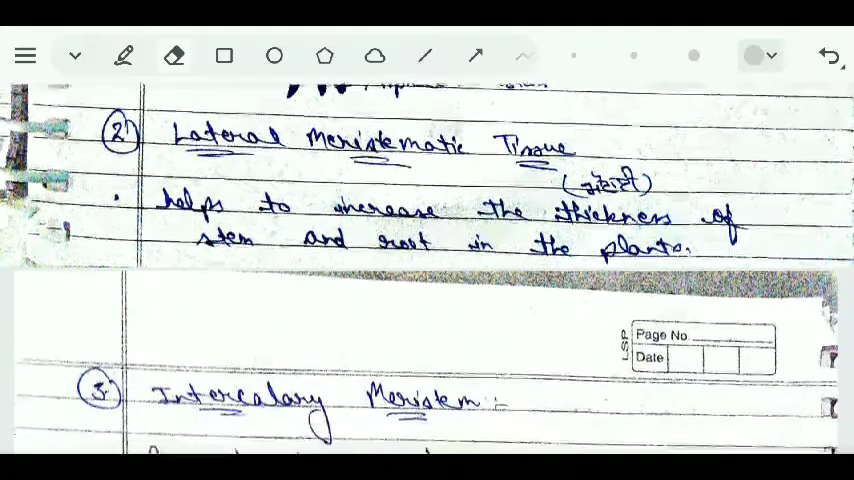 2) Lateral Meristematic Tissue
(मोटाई)
• helps to increase the thickness of
stem and root in the plants.
LSP
Page No
Date
3) Intercalary Meristem :-